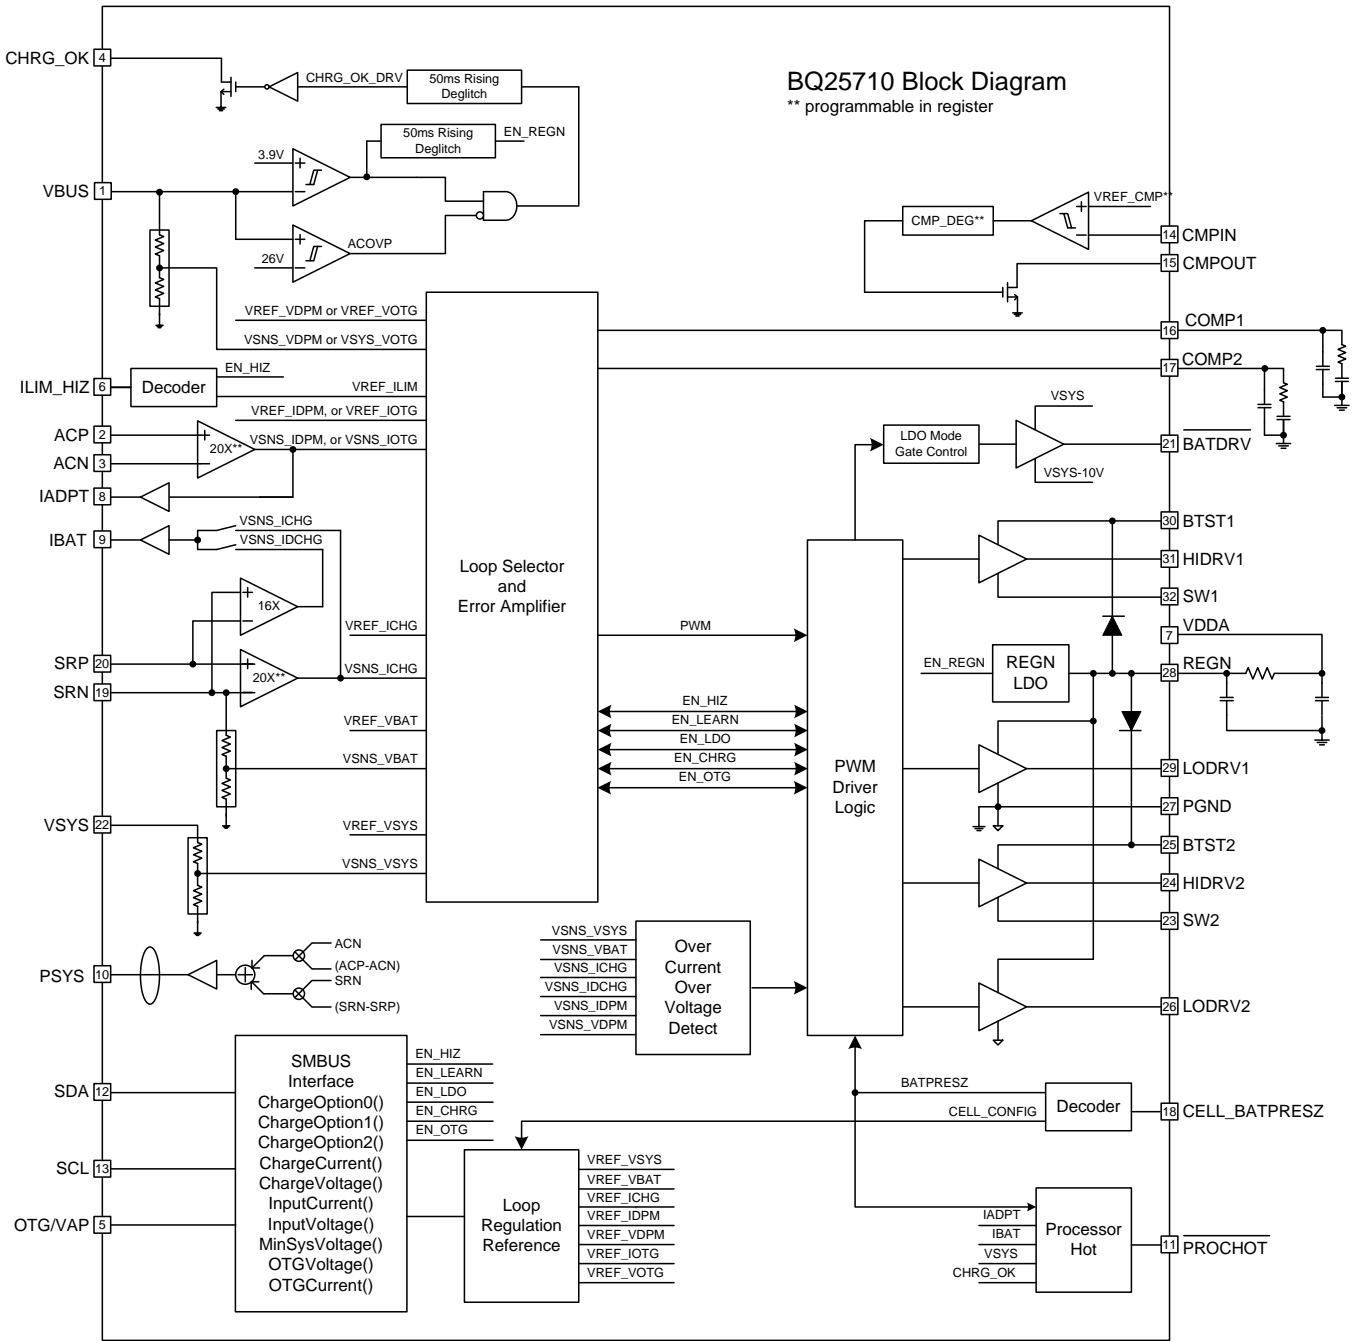 BQ25710 Block Diagram
** programmable in register
CHRG_OK 4
CHRG_OK_DRV
50ms Rising
Deglitch
50ms Rising
Deglitch
EN_REGN
3.9V
+
−
VBUS 1
+
−
26V
ACOVP
CMP_DEG**
VREF_CMP**
+
−
14 CMPIN
15 CMPOUT
VREF_VDPM or VREF_VOTG
VSNS_VDPM or VSYS_VOTG
16 COMP1
17 COMP2
ILIM_HIZ 6
Decoder
EN_HIZ
VREF_ILIM
VREF_IDPM, or VREF_IOTG
ACP 2
ACN 3
+
20X**
−
VSNS_IDPM, or VSNS_IOTG
IADPT 8
IBAT 9
VSNS_ICHG
VSNS_IDCHG
LDO Mode
Gate Control
VSYS
VSYS-10V
21 BATDRV
30 BTST1
31 HIDRV1
32 SW1
7 VDDA
28 REGN
Loop Selector
and
Error Amplifier
+
16X
−
VREF_ICHG
SRP 20
SRN 19
+
20X**
−
VSNS_ICHG
VREF_VBAT
VSNS_VBAT
PWM
EN_HIZ
EN_LEARN
EN_LDO
EN_CHRG
EN_OTG
EN_REGN
REGN
LDO
PWM
Driver
Logic
29 LODRV1
27 PGND
25 BTST2
24 HIDRV2
23 SW2
26 LODRV2
VSYS 22
VREF_VSYS
VSNS_VSYS
PSYS 10
ACN
(ACP-ACN)
SRN
(SRN-SRP)
VSNS_VSYS
VSNS_VBAT
VSNS_ICHG
VSNS_IDCHG
VSNS_IDPM
VSNS_VDPM
Over
Current
Over
Voltage
Detect
SDA 12
SCL 13
OTG/VAP 5
SMBUS
Interface
ChargeOption0()
ChargeOption1()
ChargeOption2()
ChargeCurrent()
ChargeVoltage()
InputCurrent()
InputVoltage()
MinSysVoltage()
OTGVoltage()
OTGCurrent()
EN_HIZ
EN_LEARN
EN_LDO
EN_CHRG
EN_OTG
BATPRESZ
CELL_CONFIG
Decoder
18 CELL_BATPRESZ
Loop
Regulation
Reference
VREF_VSYS
VREF_VBAT
VREF_ICHG
VREF_IDPM
VREF_VDPM
VREF_IOTG
VREF_VOTG
IADPT
IBAT
VSYS
CHRG_OK
Processor
Hot
11 PROCHOT